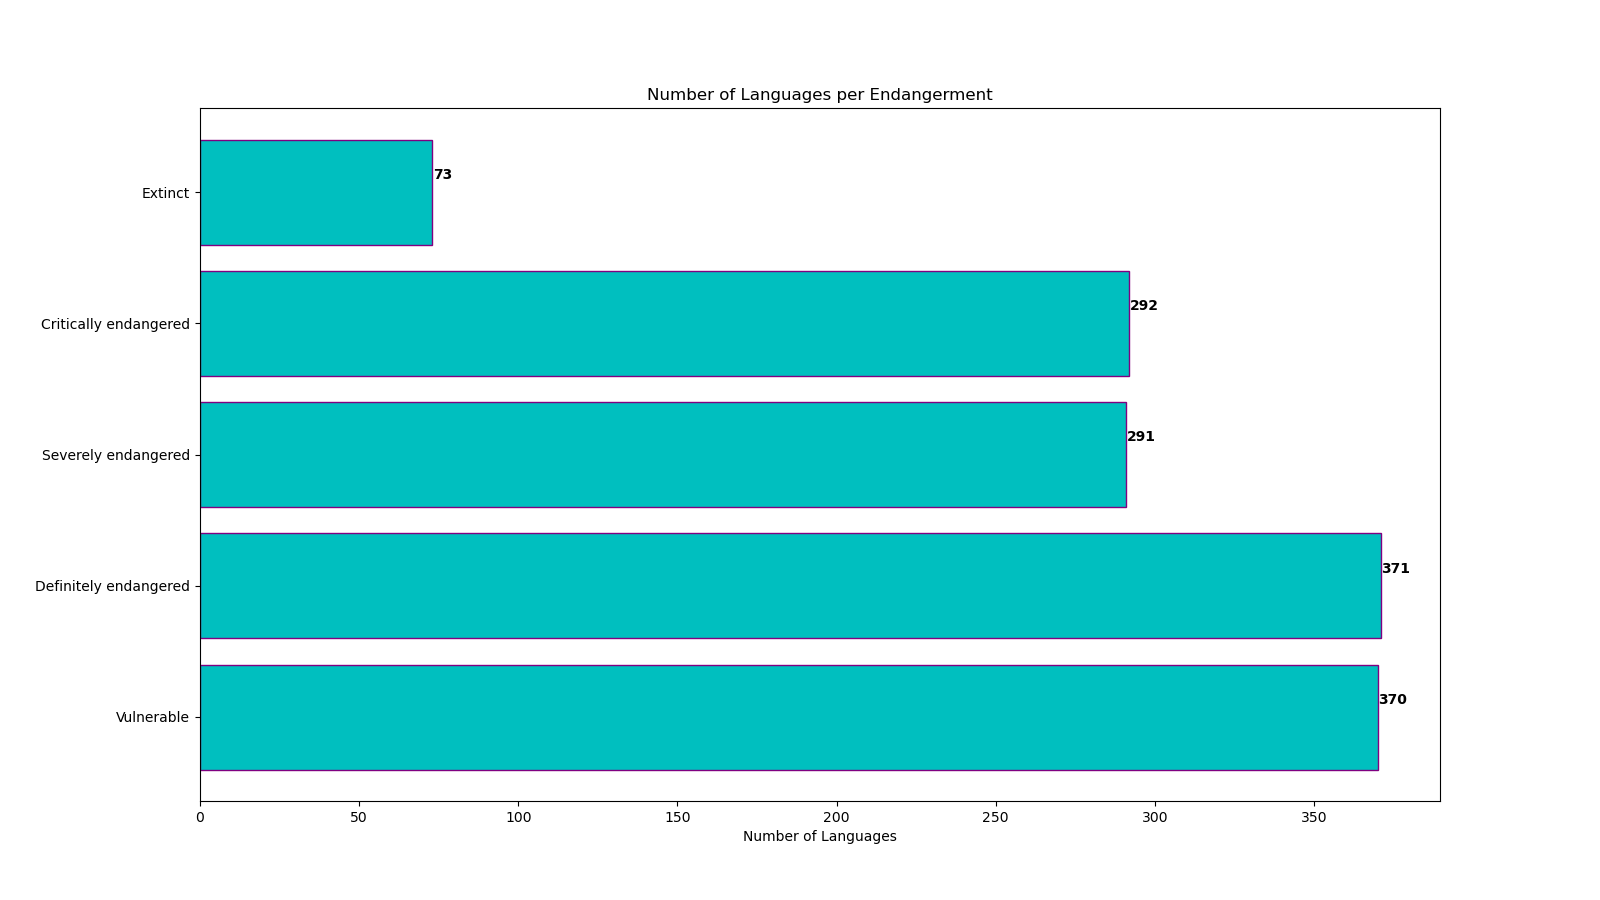 Number of Languages per Endangerment
Extinct
73
Critically endangered
292
Severely endangered
291
Definitely endangered
371
Vulnerable
370
0 50 100 150 200 250 300 350
Number of Languages